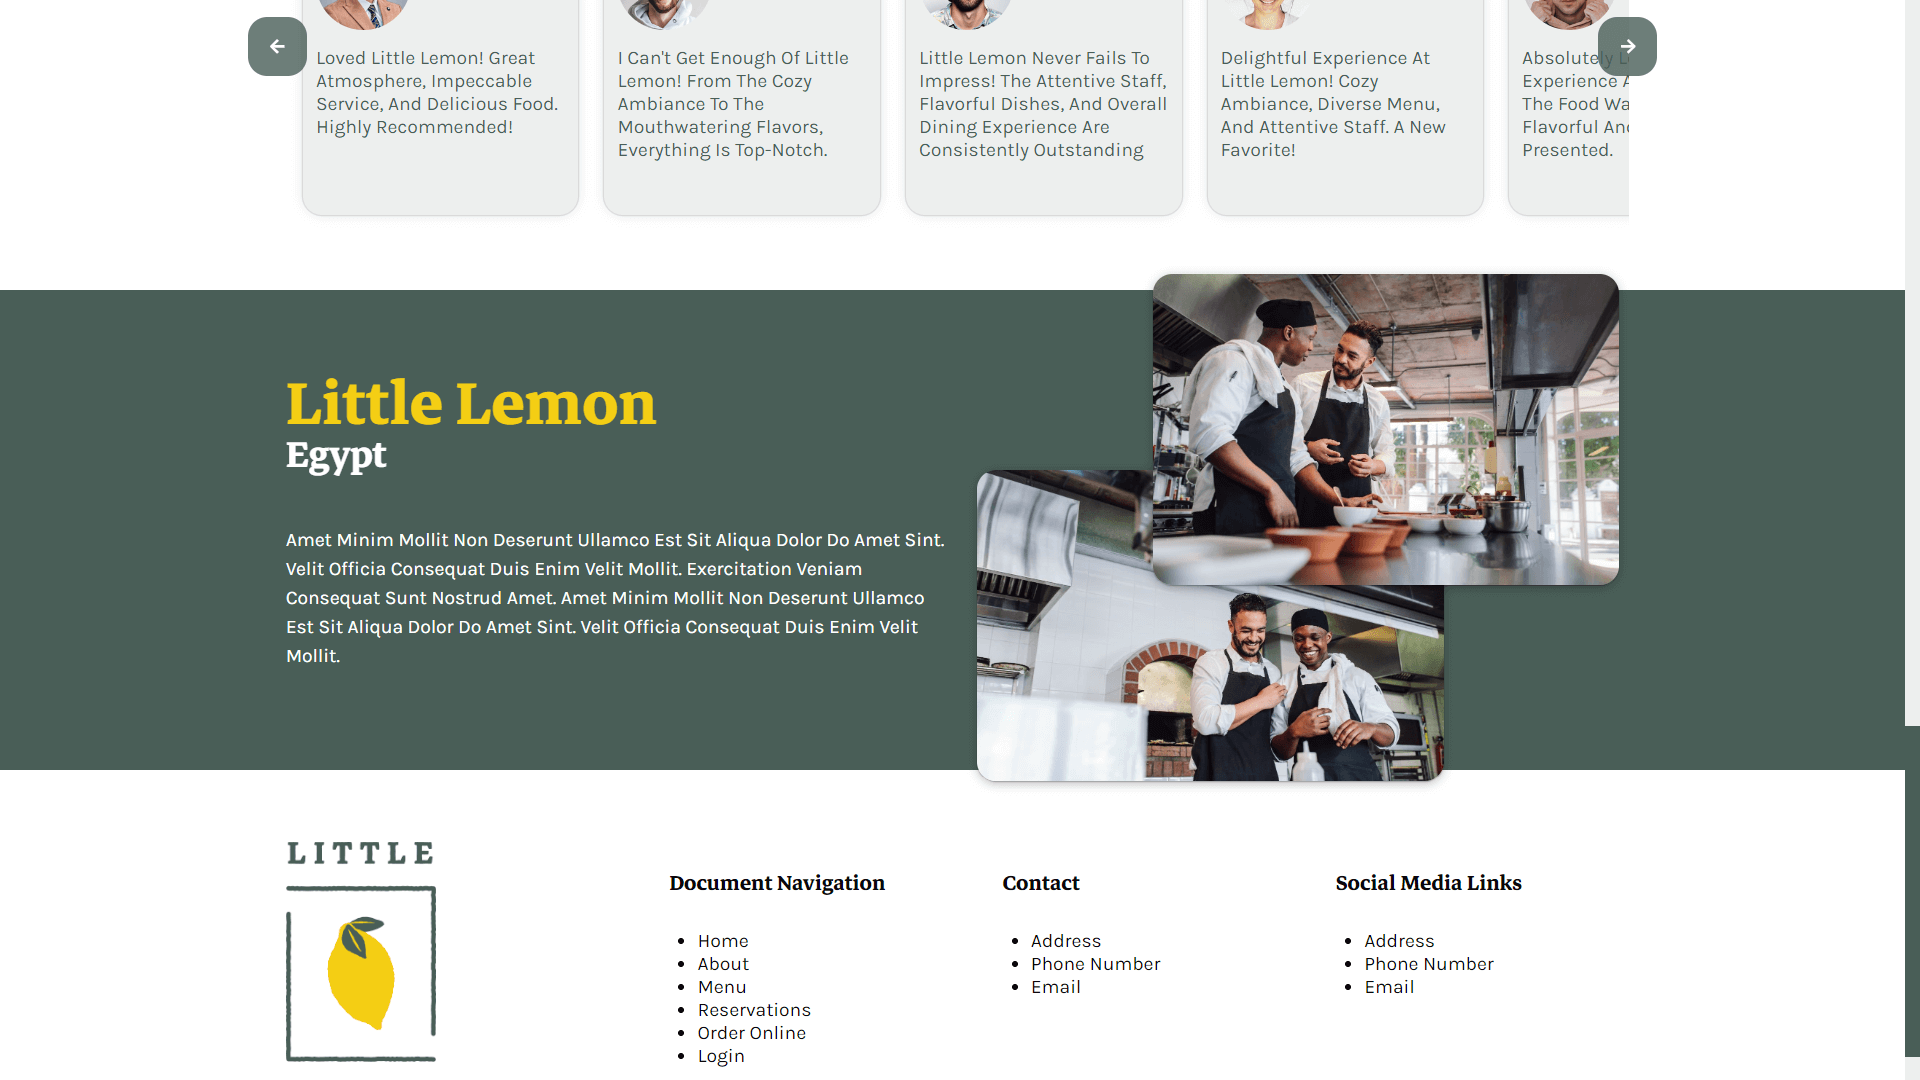 Loved Little Lemon! Great
Atmosphere, Impeccable
Service, And Delicious Food.
Highly Recommended!
I Can't Get Enough Of Little
Lemon! From The Cozy
Ambiance To The
Mouthwatering Flavors,
Everything Is Top-Notch.
Little Lemon Never Fails To
Impress! The Attentive Staff,
Flavorful Dishes, And Overall
Dining Experience Are
Consistently Outstanding
Delightful Experience At
Little Lemon! Cozy
Ambiance, Diverse Menu,
And Attentive Staff. A New
Favorite!
Absolutely
Experience
The Food
Flavorful
Presented.
Little Lemon
Egypt
Amet Minim Mollit Non Deserunt Ullamco Est Sit Aliqua Dolor Do Amet Sint.
Velit Officia Consequat Duis Enim Velit Mollit. Exercitation Veniam
Consequat Sunt Nostrud Amet. Amet Minim Mollit Non Deserunt Ullamco
Est Sit Aliqua Dolor Do Amet Sint. Velit Officia Consequat Duis Enim Velit
Mollit.
LITTLE
Document Navigation
Home
About
Menu
Reservations
Order Online
Login
Contact
Address
Phone Number
Email
Social Media Links
Address
Phone Number
Email